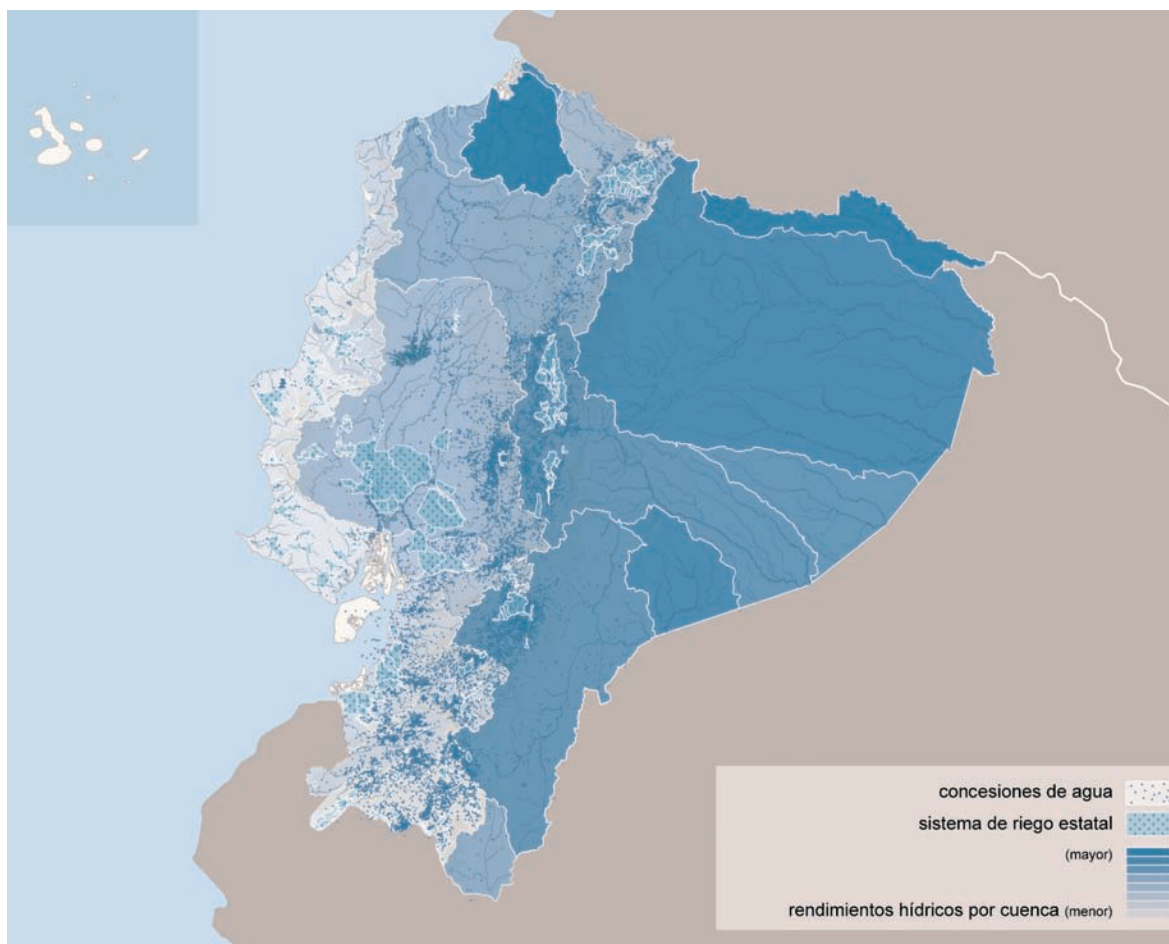 concesiones de agua
sistema de riego estatal
(mayor)
rendimientos hídricos por cuenca (menor)